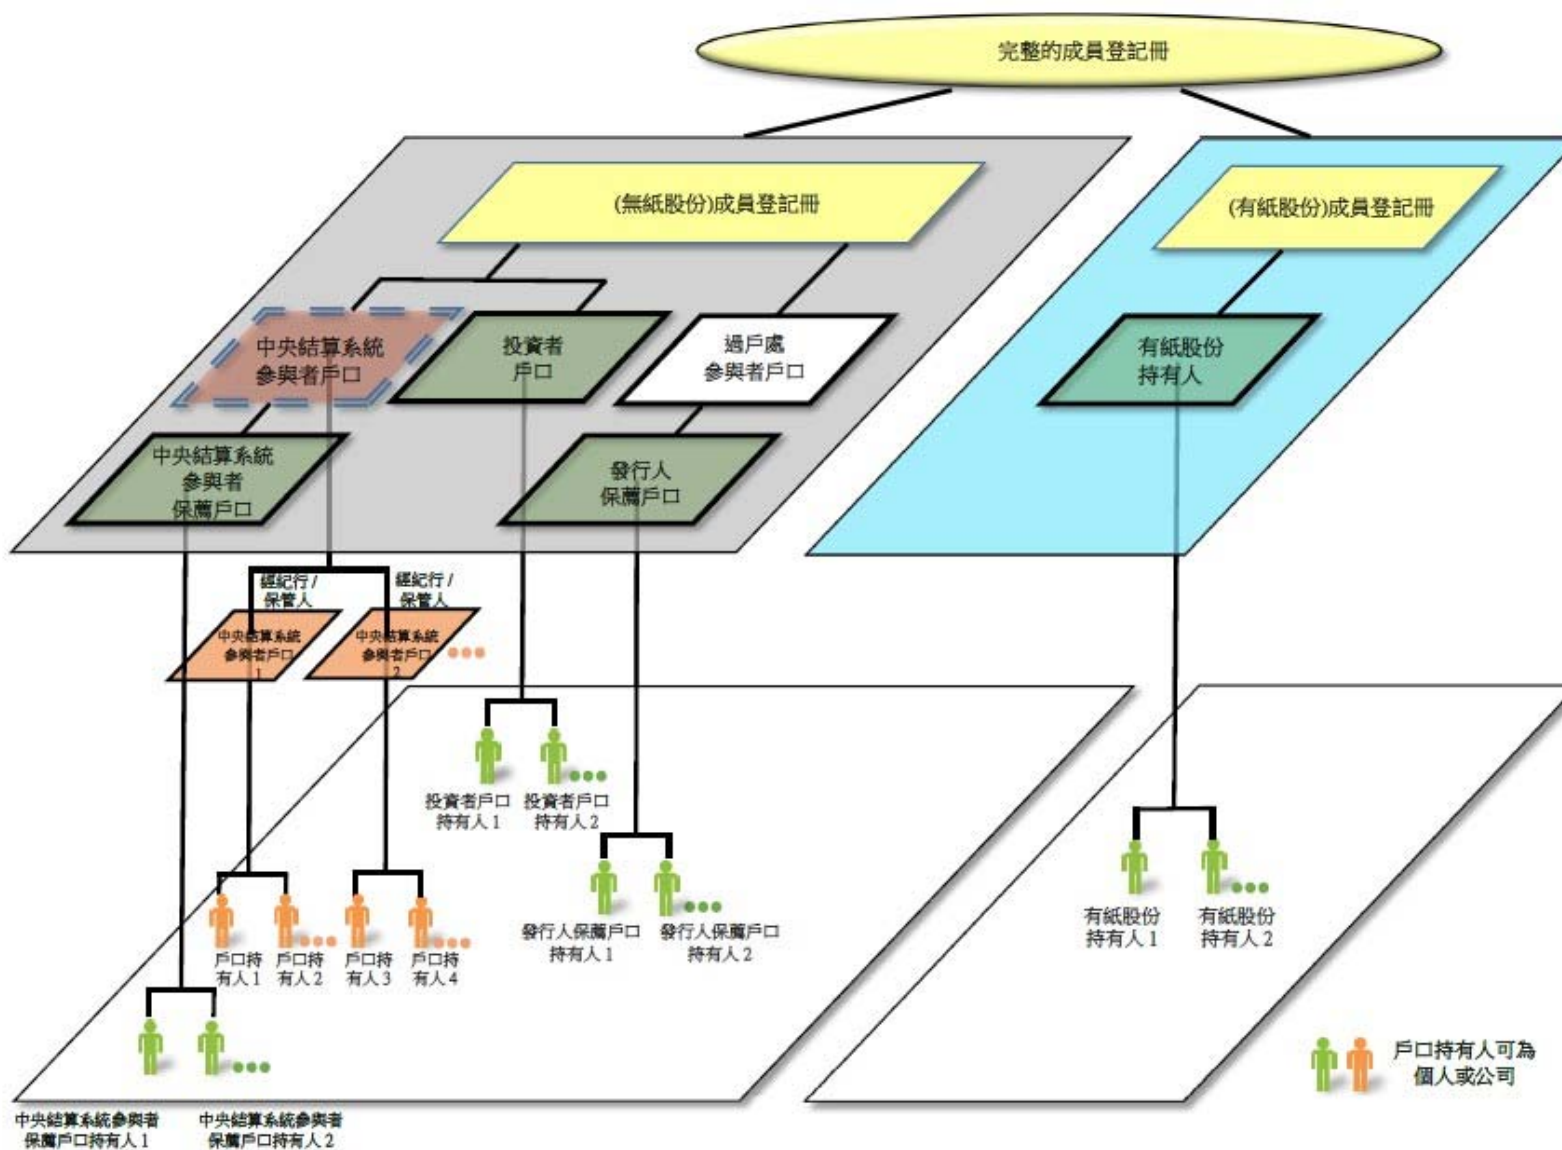 完整的成員登記冊
(無紙股份)成員登記冊
(有紙股份)成員登記冊
中央結算系統
參與者戶口
投資者
戶口
過戶處
參與者戶口
有紙股份
持有人
中央結算系統
參與者
保薦戶口
發行人
保薦戶口
經紀行 /
保管人
經紀行 /
保管人
中央結算系統
參與者戶口
1
中央結算系統
參與者戶口
2
投資者戶口
持有人 1
投資者戶口
持有人 2
發行人保薦戶口
持有人 1
發行人保薦戶口
持有人 2
有紙股份
持有人 1
有紙股份
持有人 2
戶口持
有人 1
戶口持
有人 2
戶口持
有人 3
戶口持
有人 4
中央結算系統參與者
保薦戶口持有人 1
中央結算系統參與者
保薦戶口持有人 2
戶口持有人可為
個人或公司